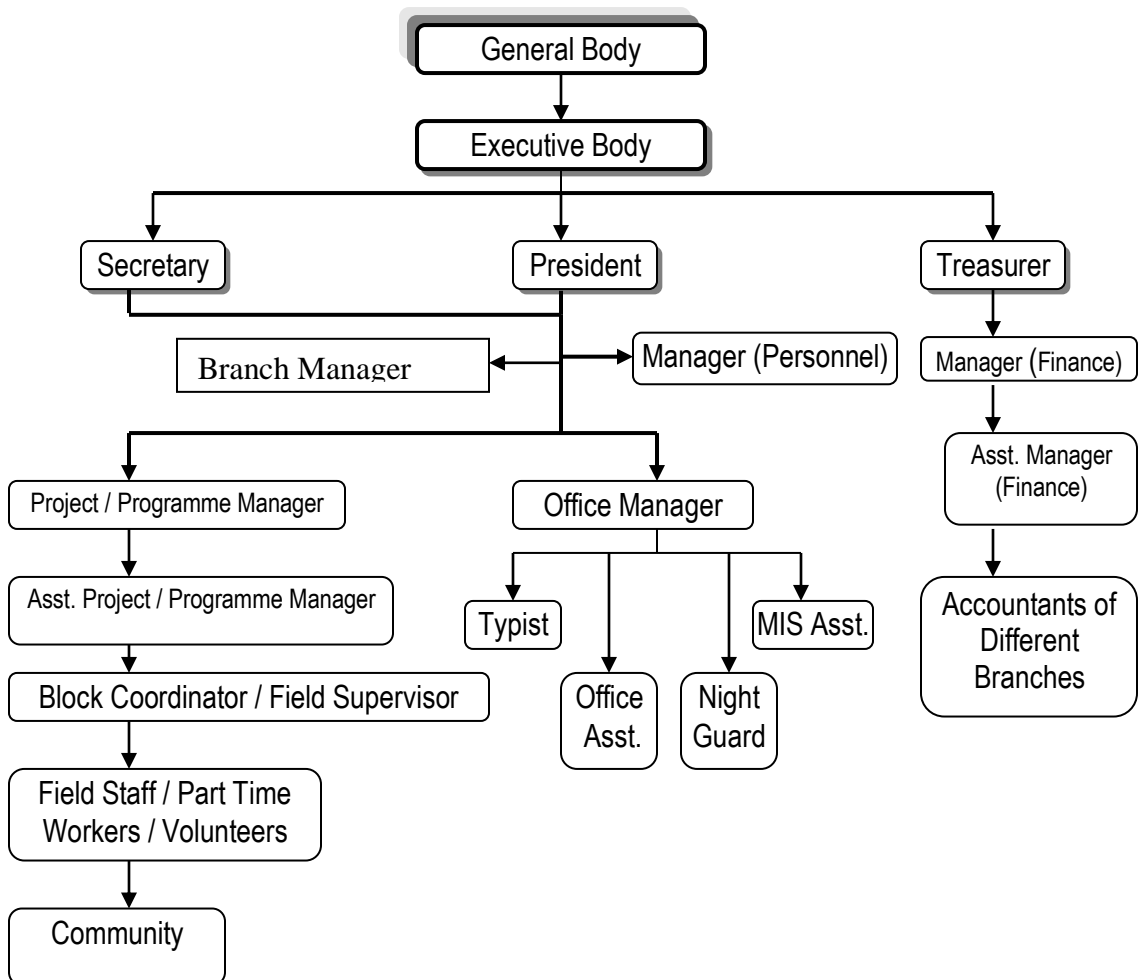 General Body
Executive Body
Secretary
President
Treasurer
Branch Manager
Manager (Personnel)
Manager (Finance)
Asst. Manager
(Finance)
Project / Programme Manager
Office Manager
Asst. Project / Programme Manager
Typist
MIS Asst.
Accountants of
Different
Branches
Block Coordinator / Field Supervisor
Office
Asst.
Night
Guard
Field Staff / Part Time
Workers / Volunteers
Community